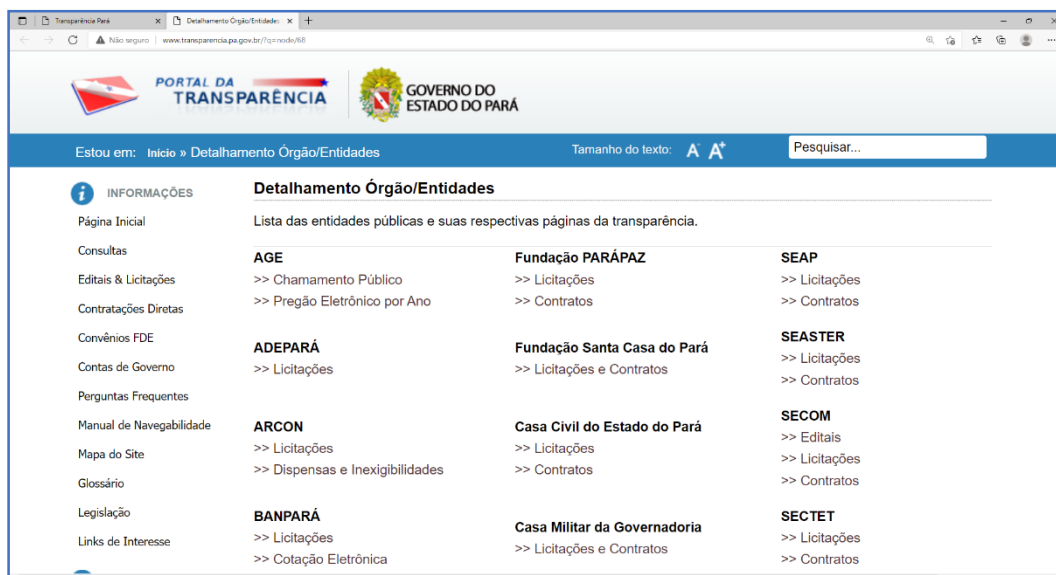 Transparência Pará
Detalhamento Órgão/Entidades
Não seguro
www.transparencia.pa.gov.br/?q=node/68
PORTAL DA
TRANSPARÊNCIA
GOVERNO DO
ESTADO DO PARÁ
Estou em: Início » Detalhamento Órgão/Entidades
Tamanho do texto: A- A+
Pesquisar...
INFORMAÇÕES
Página Inicial
Consultas
Editais & Licitações
Contratações Diretas
Convênios FDE
Contas de Governo
Perguntas Frequentes
Manual de Navegabilidade
Mapa do Site
Glossário
Legislação
Links de Interesse
Detalhamento Órgão/Entidades
Lista das entidades públicas e suas respectivas páginas da transparência.
AGE
>> Chamamento Público
>> Pregão Eletrônico por Ano
ADEPARÁ
>> Licitações
ARCON
>> Licitações
>> Dispensas e Inexigibilidades
BANPARÁ
>> Licitações
>> Cotação Eletrônica
Fundação PARÁPAZ
>> Licitações
>> Contratos
Fundação Santa Casa do Pará
>> Licitações e Contratos
Casa Civil do Estado do Pará
>> Licitações
>> Contratos
Casa Militar da Governadoria
>> Licitações e Contratos
SEAP
>> Licitações
>> Contratos
SEASTER
>> Licitações
>> Contratos
SECOM
>> Editais
>> Licitações
>> Contratos
SECTET
>> Licitações
>> Contratos